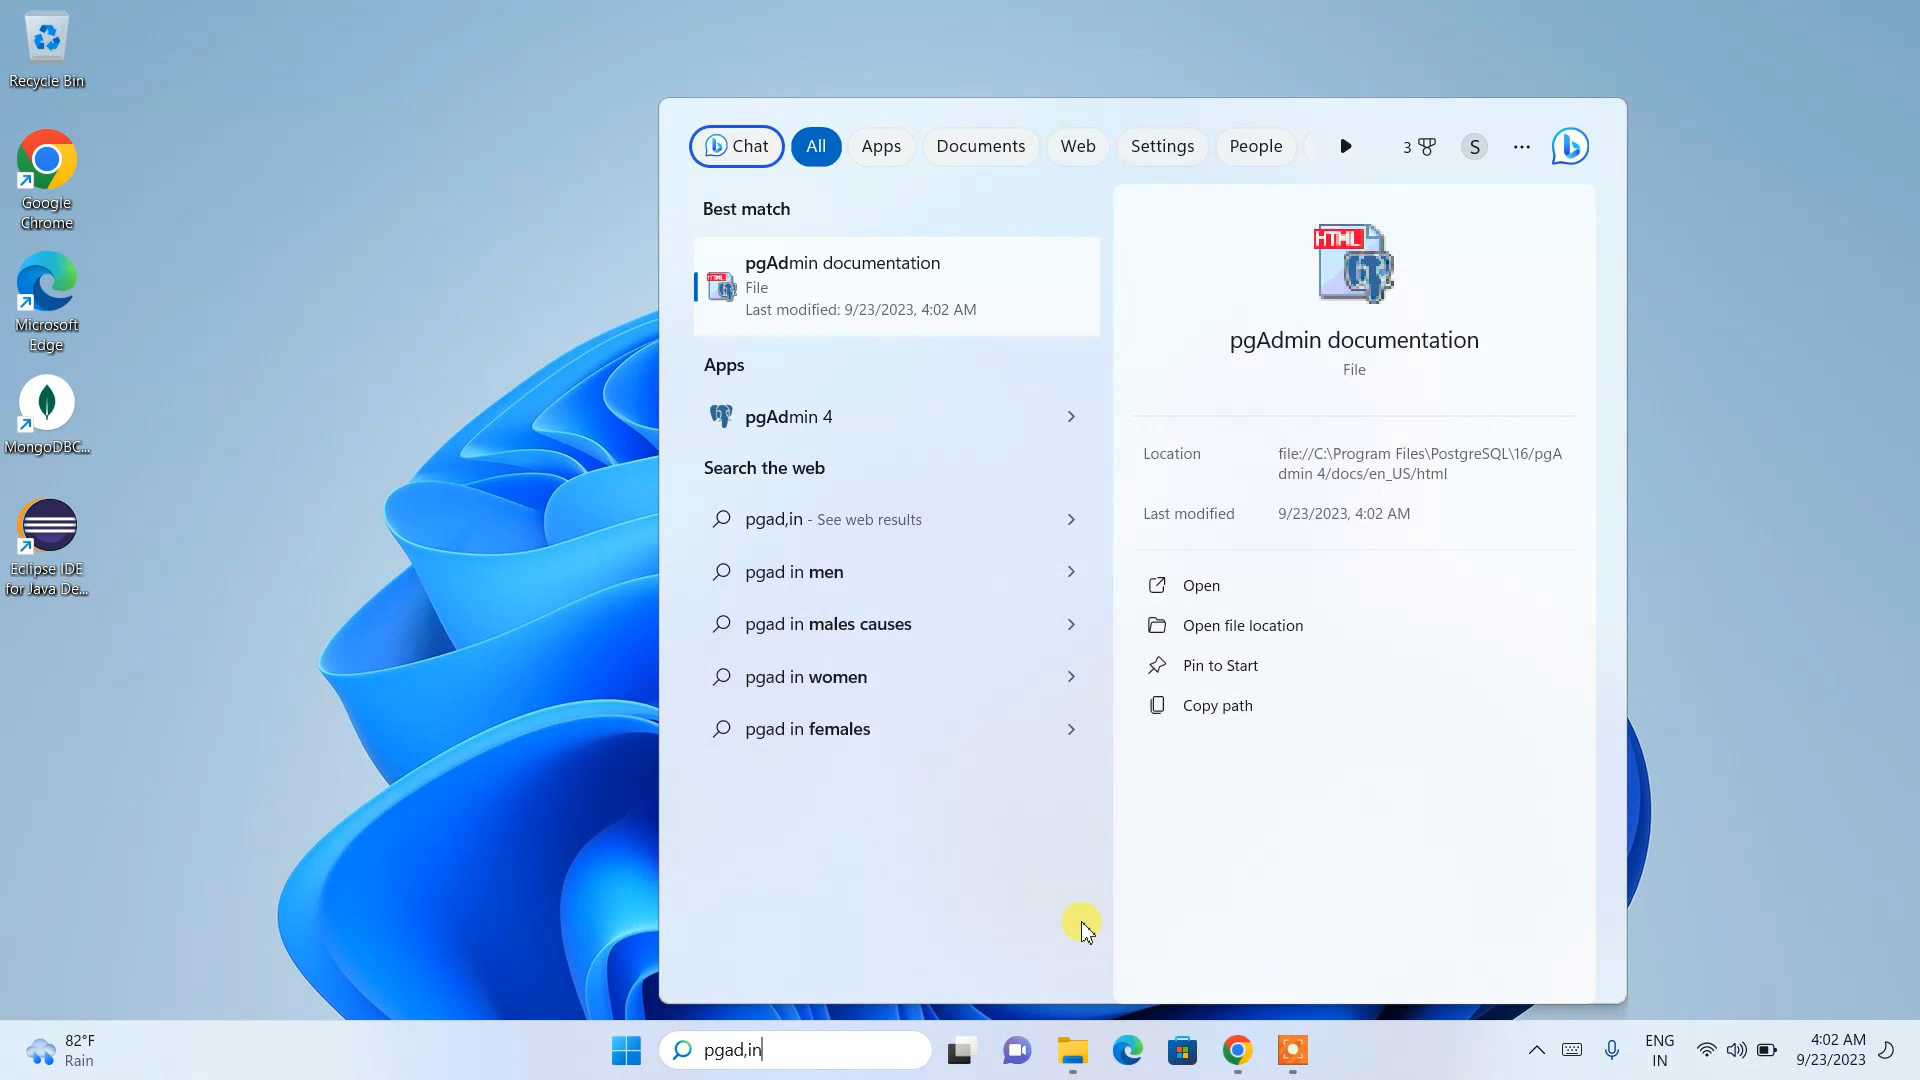 Recycle Bin
Google
Chrome
Microsoft
Edge
MongoDBC...
Eclipse IDE
for Java De...
Chat
All
Apps
Documents
Web
Settings
People
3
S
Best match
pgAdmin documentation
File
Last modified: 9/23/2023, 4:02 AM
Apps
pgAdmin 4
Search the web
pgad,in - See web results
pgad in men
pgad in males causes
pgad in women
pgad in females
HTML
pgAdmin documentation
File
Location
file://C:\Program Files\PostgreSQL\16/pgA
dmin 4/docs/en_US/html
Last modified
9/23/2023, 4:02 AM
Open
Open file location
Pin to Start
Copy path
82°F
Rain
pgad,in
ENG
IN
4:02 AM
9/23/2023